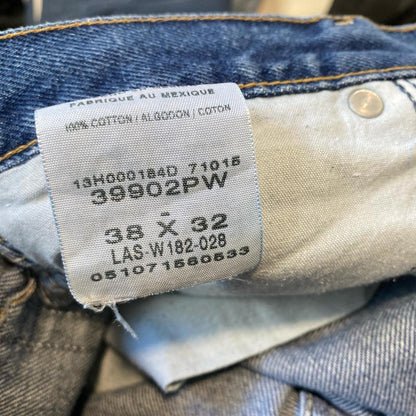 FABRIQUE AU MEXIQUE
100% COTTON / ALGODON / COTON
13H000184D 71015
39902PW
38 X 32
LAS-W182-028
051071580533